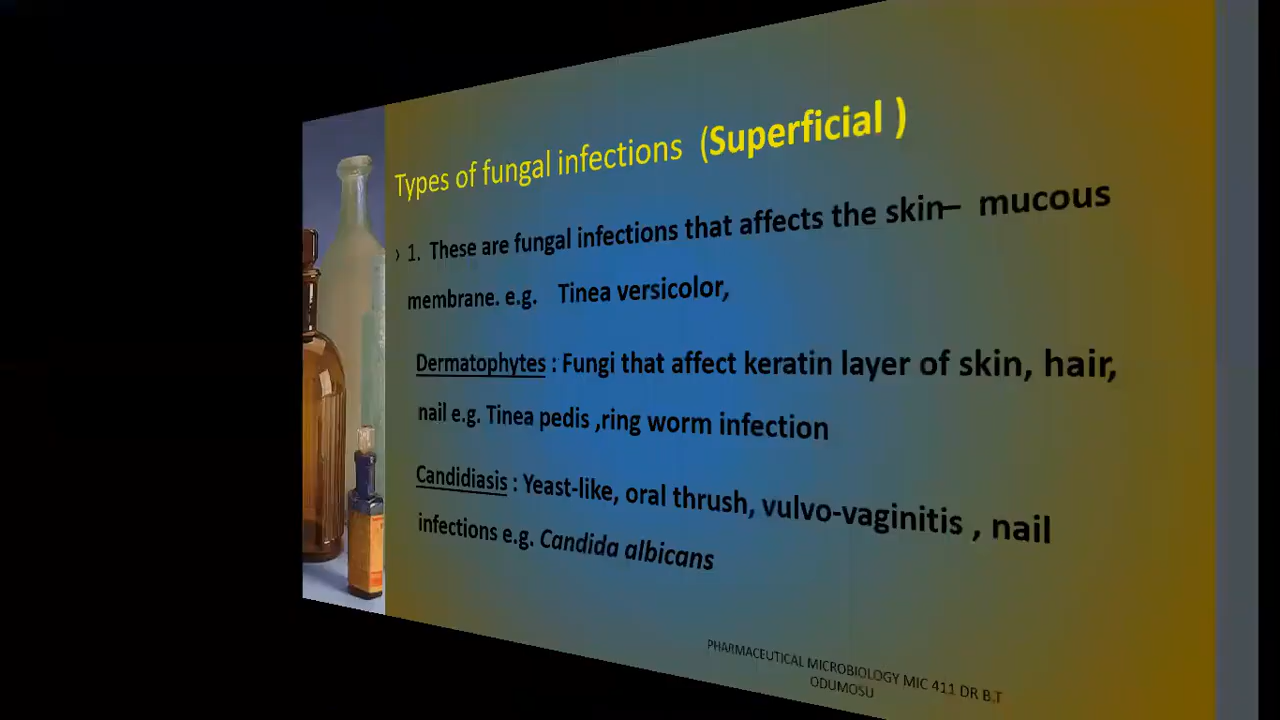 Types of fungal infections (Superficial )
› 1. These are fungal infections that affects the skin– mucous
membrane. e.g. Tinea versicolor,
Dermatophytes : Fungi that affect keratin layer of skin, hair,
nail e.g. Tinea pedis ,ring worm infection
Candidiasis : Yeast-like, oral thrush, vulvo-vaginitis , nail
infections e.g. Candida albicans
PHARMACEUTICAL MICROBIOLOGY MIC 411 DR B.T
ODUMOSU